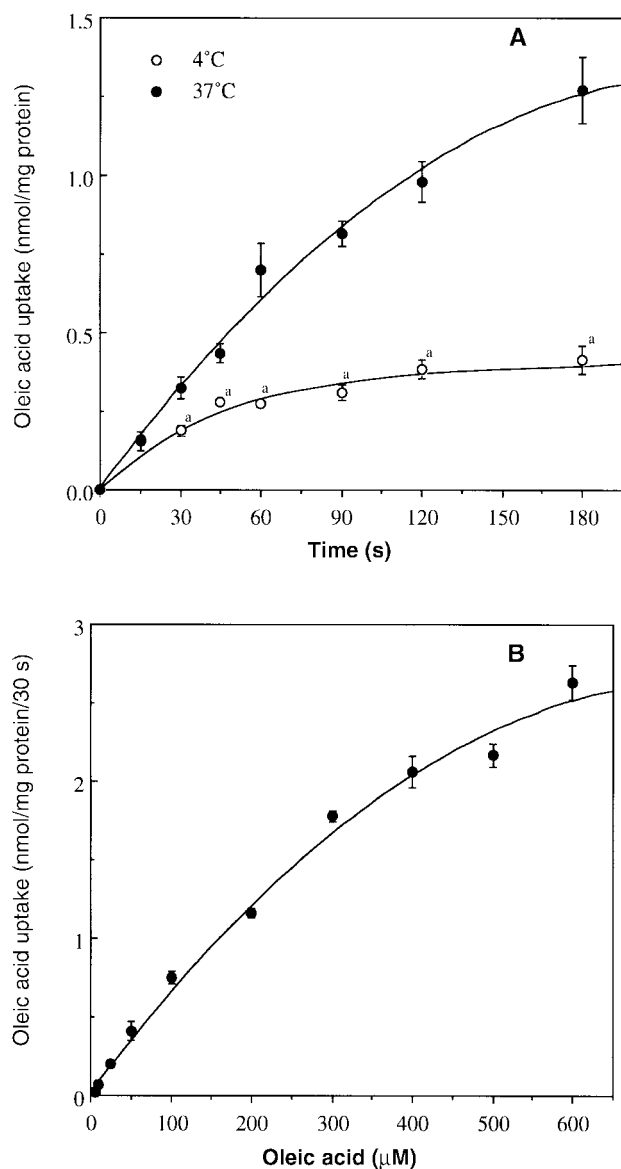 A
4°C
37°C
Oleic acid uptake (nmol/mg protein)
1.5
1.0
0.5
0.0
a
a
a
a
a
a
0
30
60
90
120
150
180
Time (s)
B
Oleic acid uptake (nmol/mg protein/30 s)
3
2
1
0
0
100
200
300
400
500
600
Oleic acid (μM)